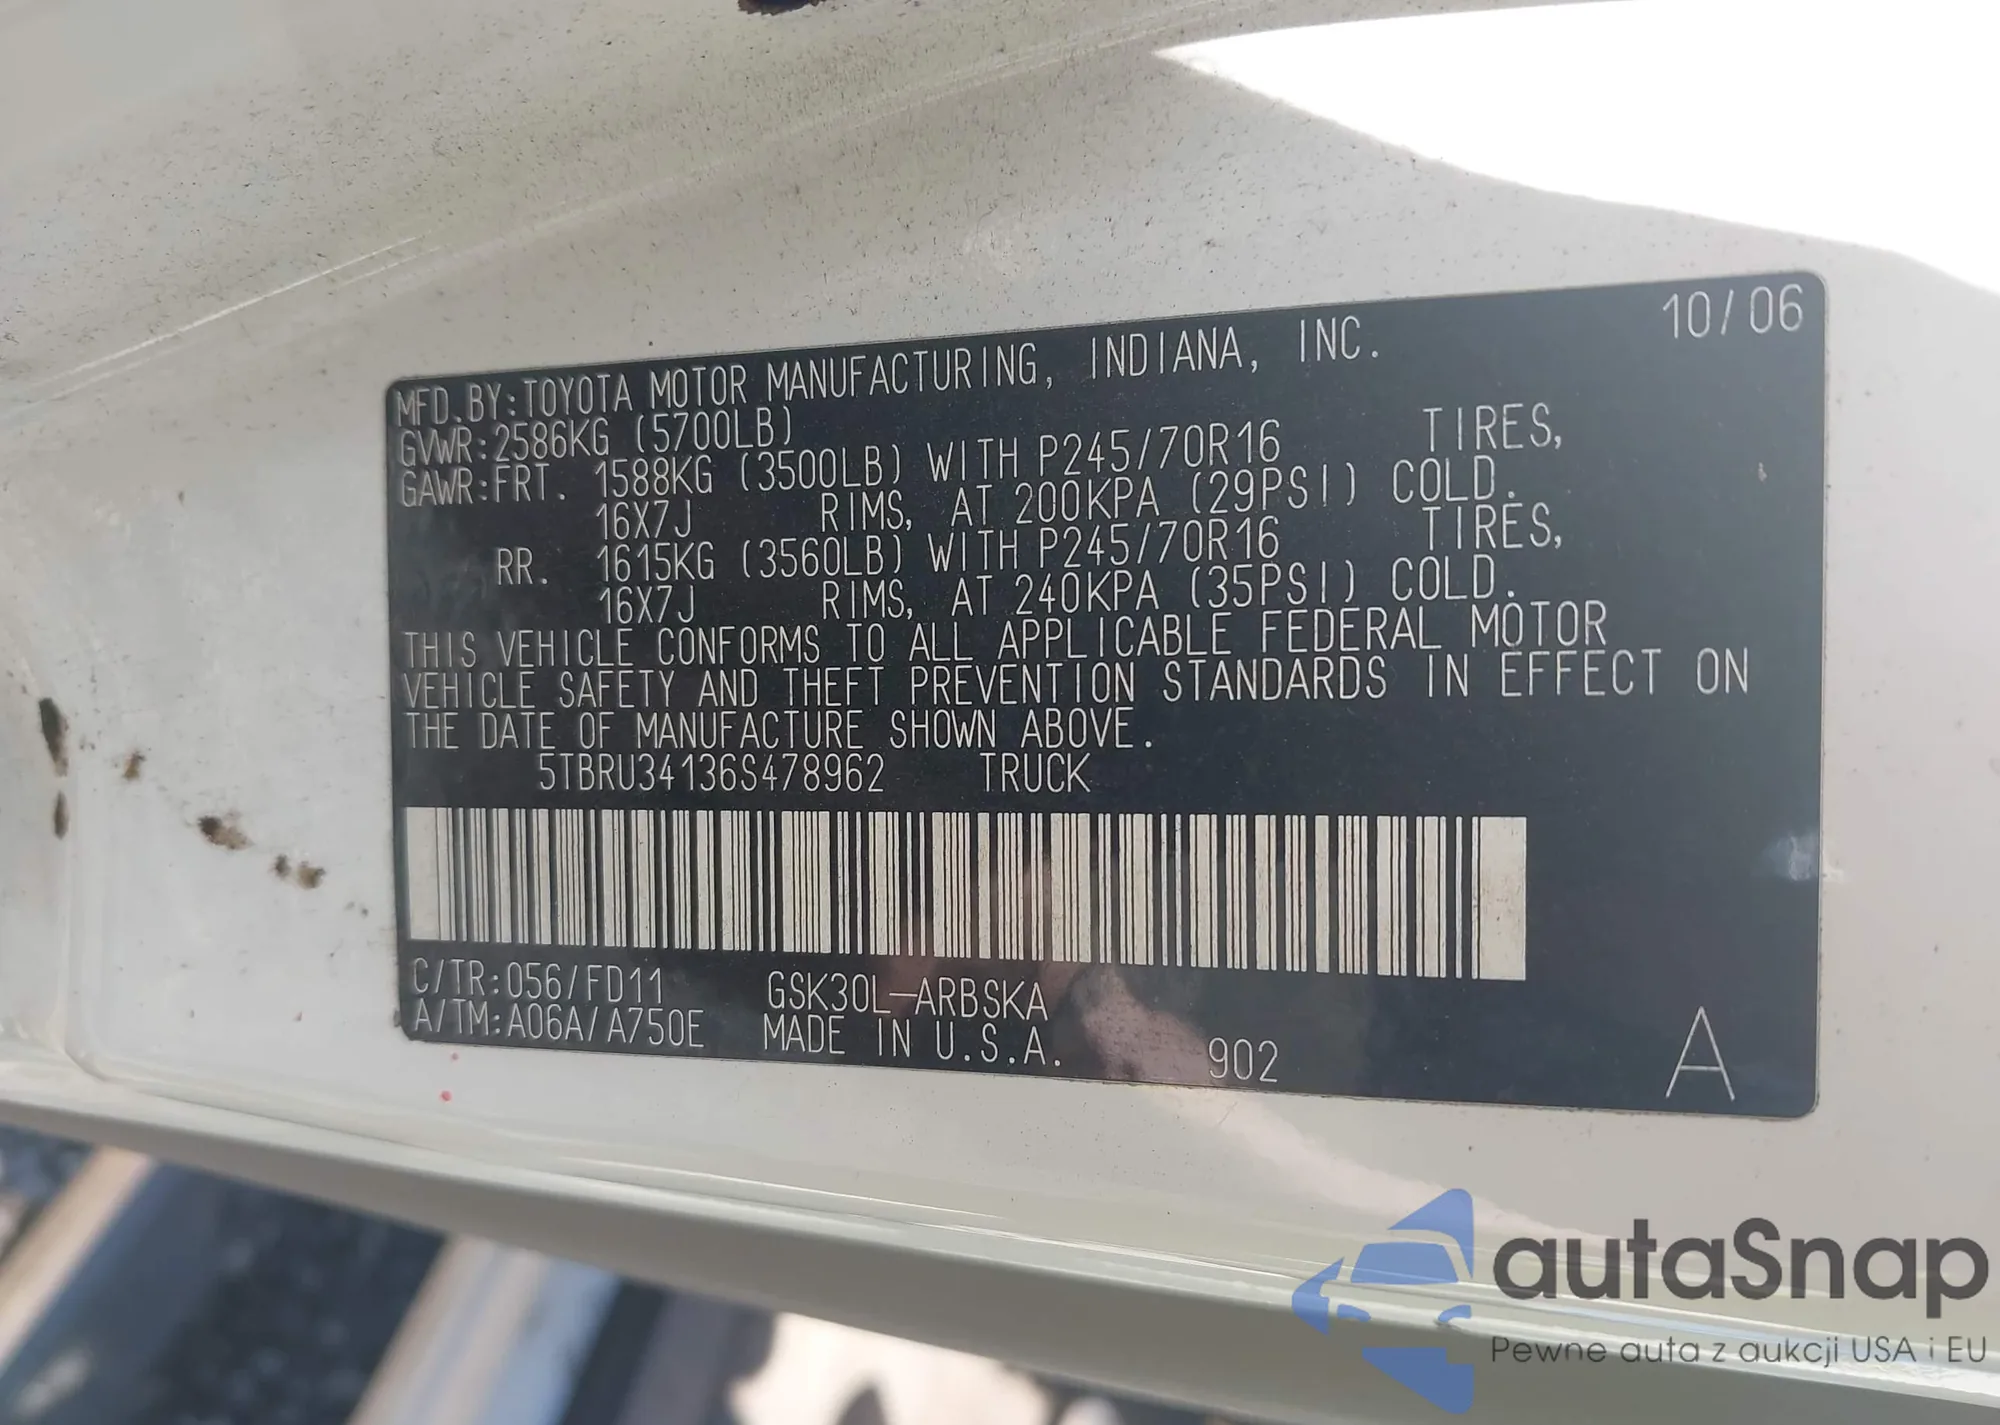 10/06
MFD. BY: TOYOTA MOTOR MANUFACTURING, INDIANA, INC.
GVWR: 2586KG (5700LB)
GAWR: FRT. 1588KG (3500LB) WITH P245/70R16 TIRES,
16X7J RIMS, AT 200KPA (29PSI) COLD.
RR. 1615KG (3560LB) WITH P245/70R16 TIRES,
16X7J RIMS, AT 240KPA (35PSI) COLD.
THIS VEHICLE CONFORMS TO ALL APPLICABLE FEDERAL MOTOR
VEHICLE SAFETY AND THEFT PREVENTION STANDARDS IN EFFECT ON
THE DATE OF MANUFACTURE SHOWN ABOVE.
5TBRU34136S478962 TRUCK
C/TR: 056/FD11 GSK30L-ARBSKA
A/TM: A06A/A750E MADE IN U.S.A. 902
A
autaSnap
Pewne auta z aukcji USA i EU